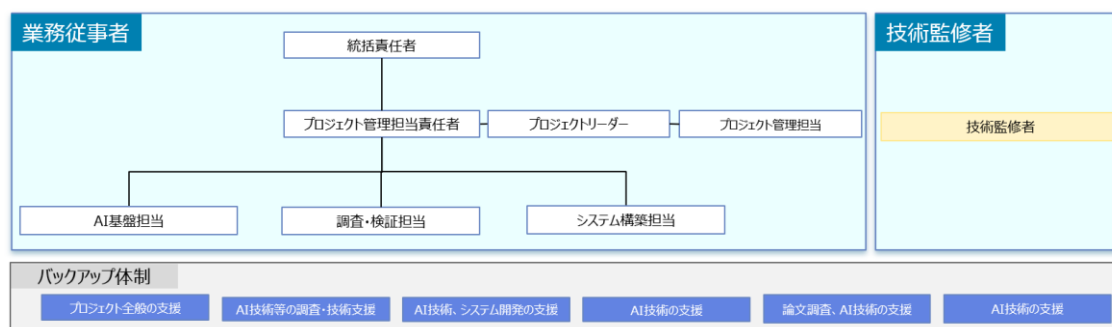 業務従事者
統括責任者
プロジェクト管理担当責任者
プロジェクトリーダー
プロジェクト管理担当
AI基盤担当
調査・検証担当
システム構築担当
技術監修者
技術監修者
バックアップ体制
プロジェクト全般の支援
AI技術等の調査・技術支援
AI技術、システム開発の支援
AI技術の支援
論文調査、AI技術の支援
AI技術の支援